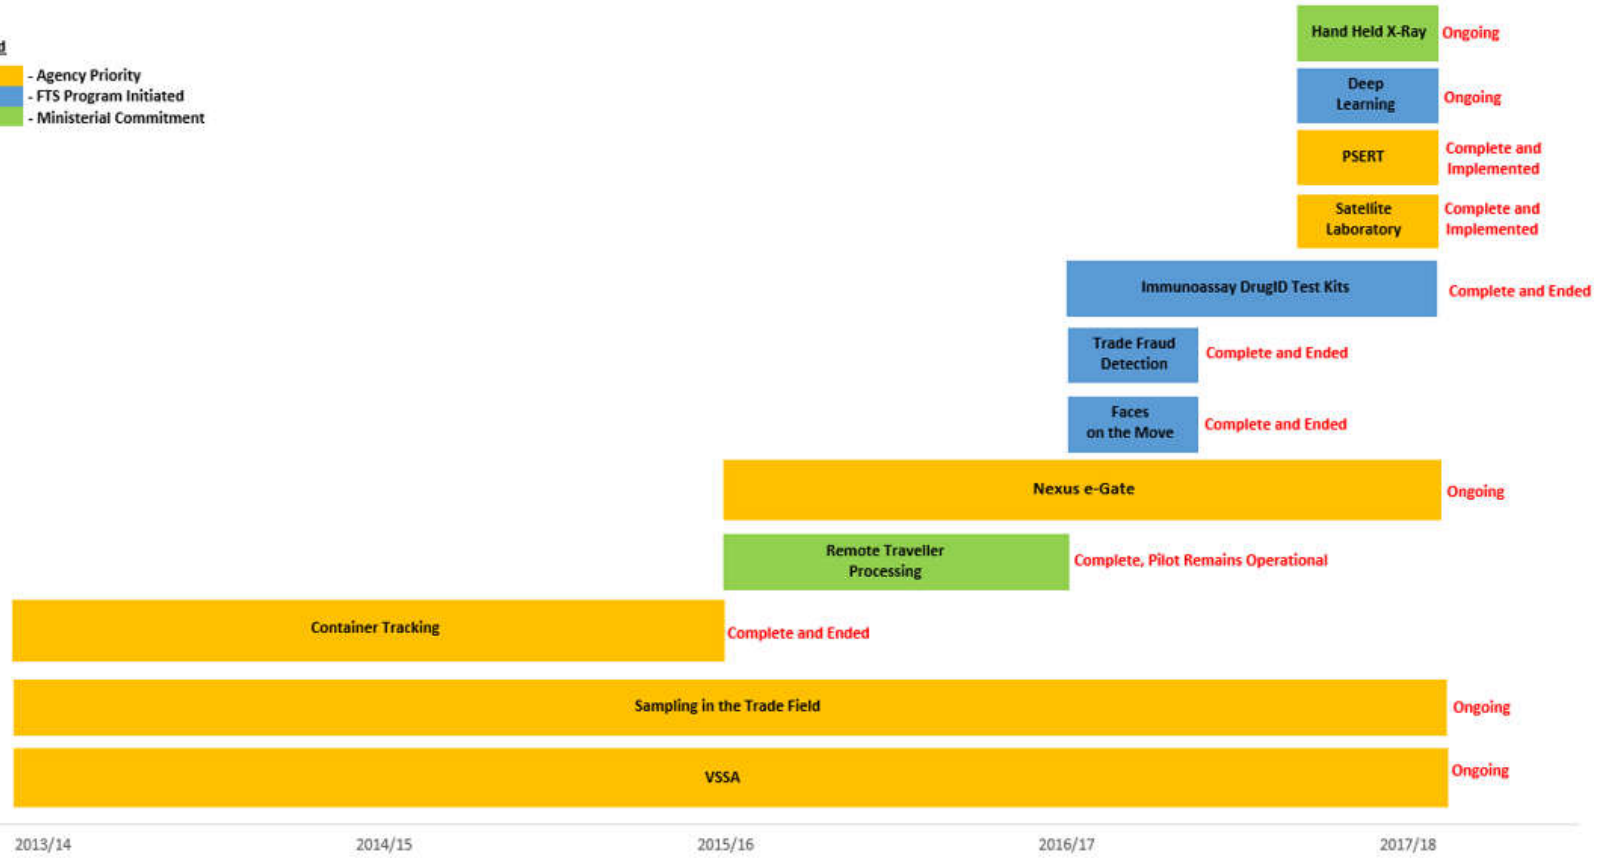 Hand Held X-Ray Ongoing
- Agency Priority
- FTS Program Initiated
- Ministerial Commitment
Deep
Learning
Ongoing
PSERT
Complete and
Implemented
Satellite
Laboratory
Complete and
Implemented
Immunoassay DrugID Test Kits
Complete and Ended
Trade Fraud
Detection
Complete and Ended
Faces
on the Move
Complete and Ended
Nexus e-Gate
Ongoing
Remote Traveller
Processing
Complete, Pilot Remains Operational
Container Tracking
Complete and Ended
Sampling in the Trade Field
Ongoing
VSSA
Ongoing
2013/14 2014/15 2015/16 2016/17 2017/18